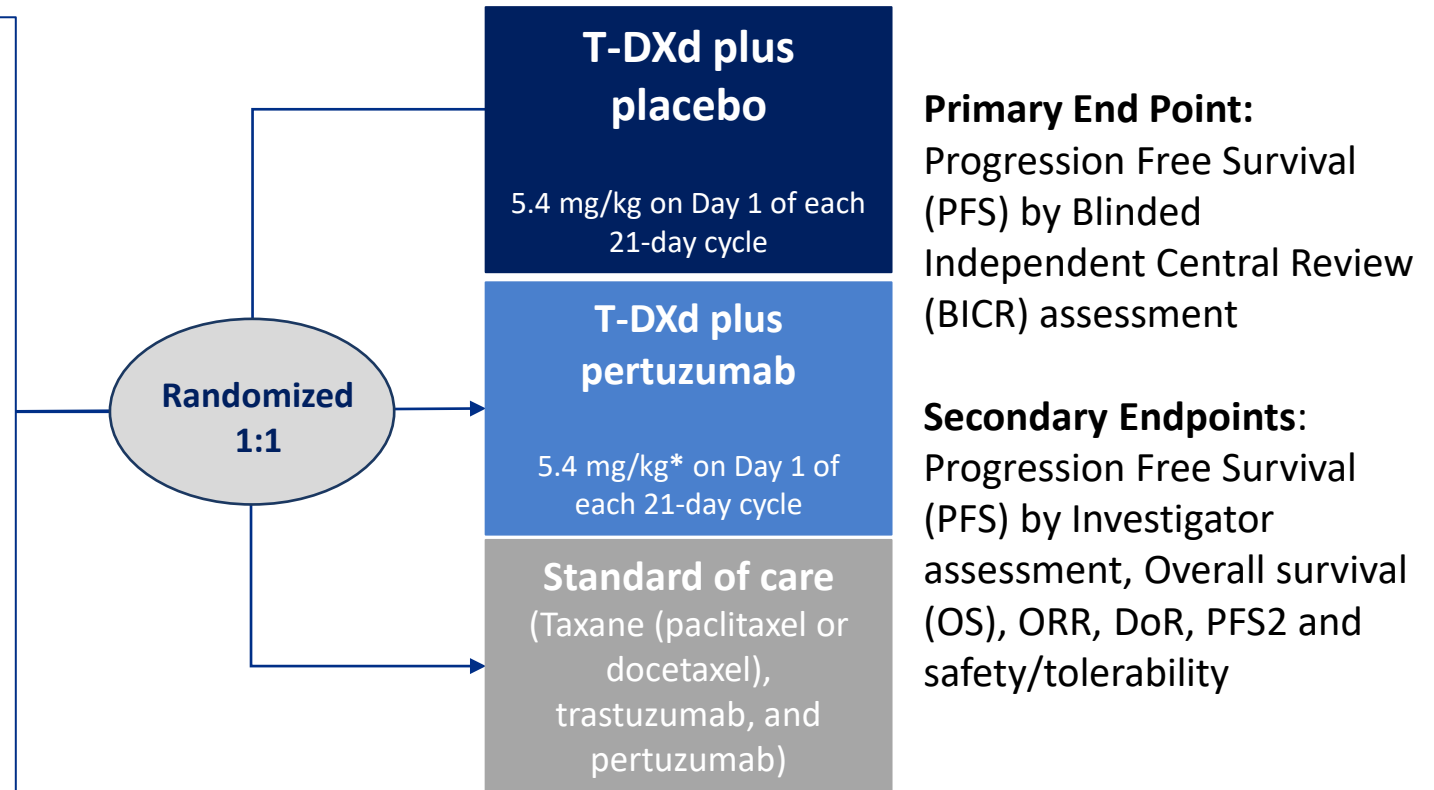 Randomized
1:1
T-DXd plus
placebo
5.4 mg/kg on Day 1 of each
21-day cycle
T-DXd plus
pertuzumab
5.4 mg/kg* on Day 1 of
each 21-day cycle
Standard of care
(Taxane (paclitaxel or
docetaxel),
trastuzumab, and
pertuzumab)
Primary End Point:
Progression Free Survival
(PFS) by Blinded
Independent Central Review
(BICR) assessment
Secondary Endpoints:
Progression Free Survival
(PFS) by Investigator
assessment, Overall survival
(OS), ORR, DoR, PFS2 and
safety/tolerability